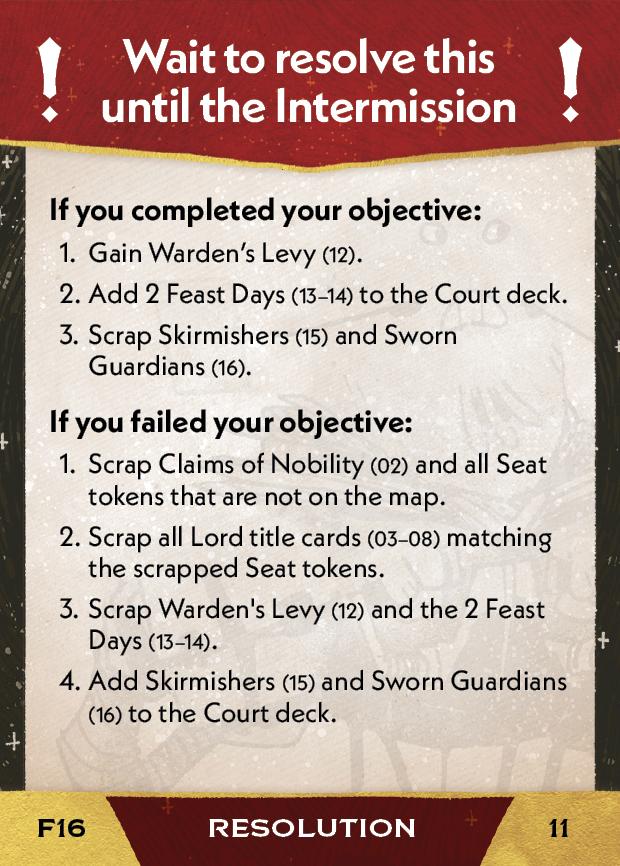 ! Wait to resolve this !
until the Intermission
If you completed your objective:
1. Gain Warden’s Levy (12).
2. Add 2 Feast Days (13–14) to the Court deck.
3. Scrap Skirmishers (15) and Sworn
Guardians (16).
If you failed your objective:
1. Scrap Claims of Nobility (02) and all Seat
tokens that are not on the map.
2. Scrap all Lord title cards (03–08) matching
the scrapped Seat tokens.
3. Scrap Warden's Levy (12) and the 2 Feast
Days (13–14).
4. Add Skirmishers (15) and Sworn Guardians
(16) to the Court deck.
F16 RESOLUTION 11